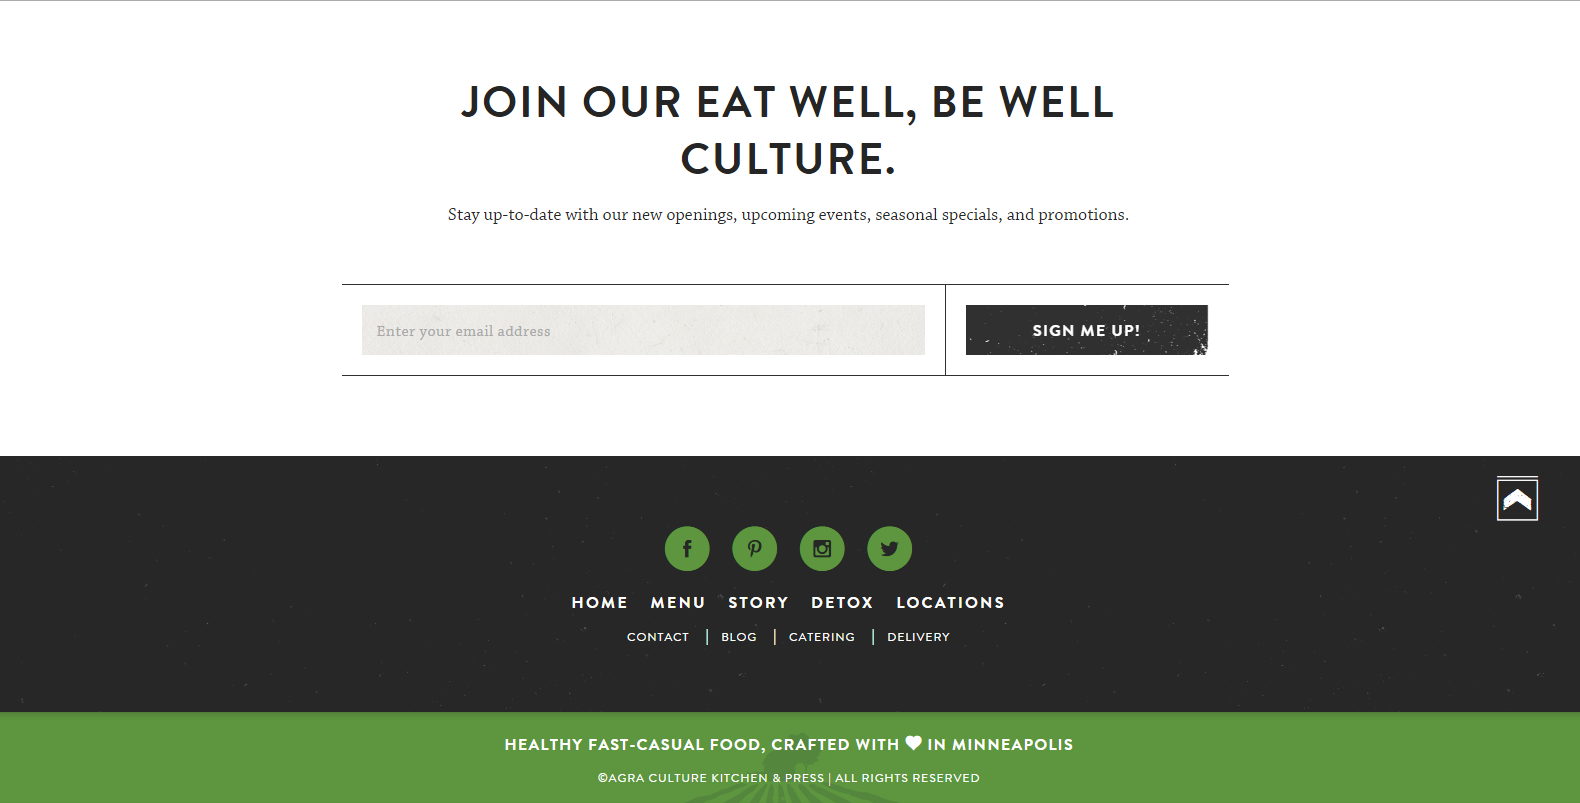 JOIN OUR EAT WELL, BE WELL
CULTURE.
Stay up-to-date with our new openings, upcoming events, seasonal specials, and promotions.
Enter your email address
SIGN ME UP!
HOME MENU STORY DETOX LOCATIONS
CONTACT | BLOG | CATERING | DELIVERY
HEALTHY FAST-CASUAL FOOD, CRAFTED WITH ♥ IN MINNEAPOLIS
©AGRA CULTURE KITCHEN & PRESS | ALL RIGHTS RESERVED